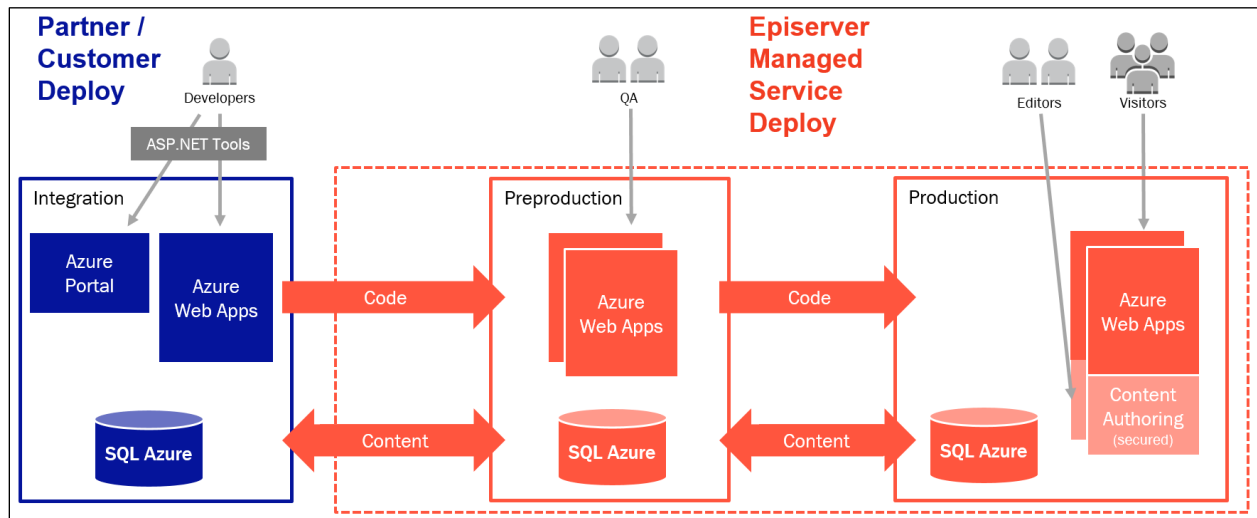 Partner /
Customer
Deploy
Developers
ASP.NET Tools
QA
Episerver
Managed
Service
Deploy
Editors
Visitors
Integration
Azure
Portal
Azure
Web Apps
SQL Azure
Code
Content
Preproduction
Azure
Web Apps
SQL Azure
Code
Content
Production
Azure
Web Apps
Content
Authoring
(secured)
SQL Azure